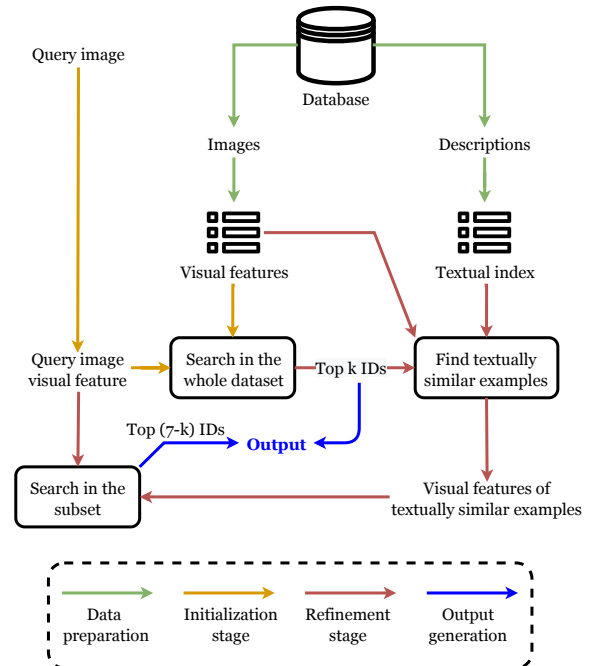 Query image
Database
Images
Descriptions
Visual features
Textual index
Query image
visual feature
Search in the
whole dataset
Top k IDs
Find textually
similar examples
Top (7-k) IDs
Output
Search in the
subset
Visual features of
textually similar examples
Data
preparation
Initialization
stage
Refinement
stage
Output
generation